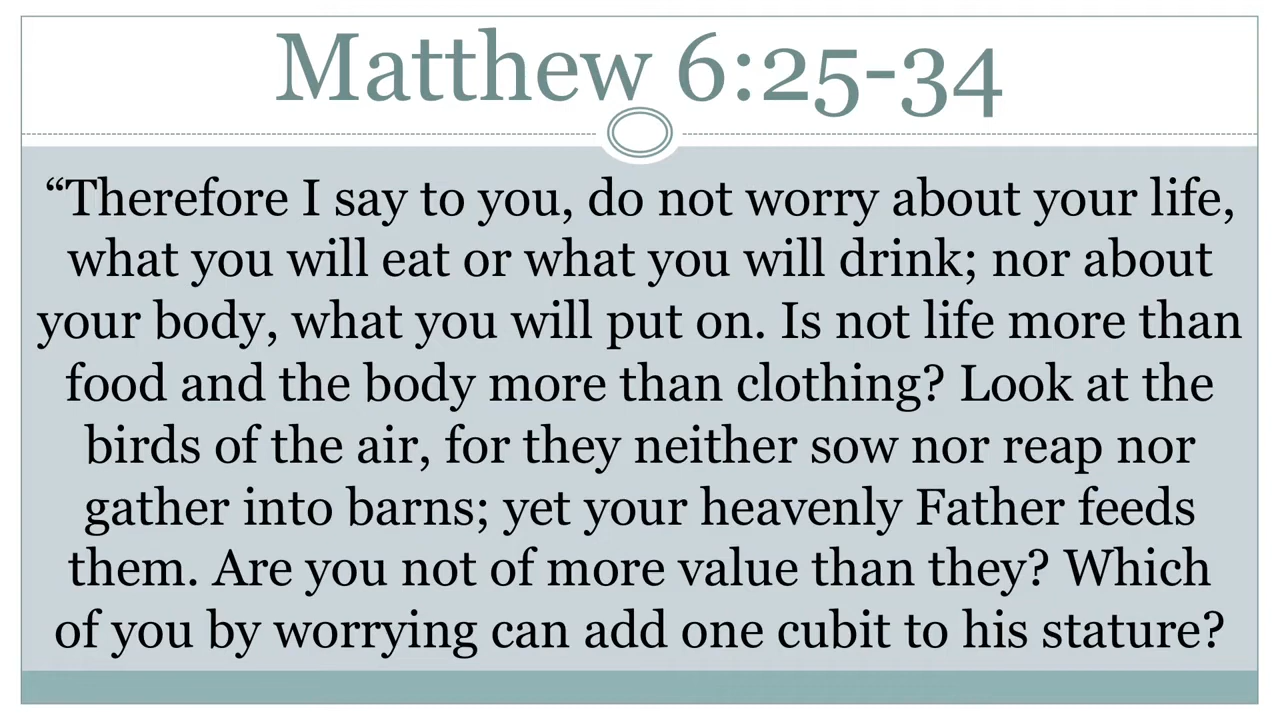 Matthew 6:25-34
“Therefore I say to you, do not worry about your life,
what you will eat or what you will drink; nor about
your body, what you will put on. Is not life more than
food and the body more than clothing? Look at the
birds of the air, for they neither sow nor reap nor
gather into barns; yet your heavenly Father feeds
them. Are you not of more value than they? Which
of you by worrying can add one cubit to his stature?